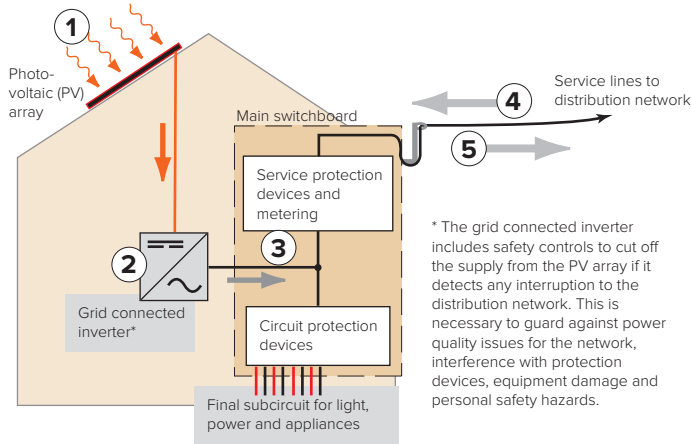 1
Photo-
voltaic (PV)
array
Main switchboard
4
Service lines to
distribution network
5
Service protection
devices and
metering
2
3
Grid connected
inverter*
Circuit protection
devices
Final subcircuit for light,
power and appliances
* The grid connected inverter
includes safety controls to cut off
the supply from the PV array if it
detects any interruption to the
distribution network. This is
necessary to guard against power
quality issues for the network,
interference with protection
devices, equipment damage and
personal safety hazards.